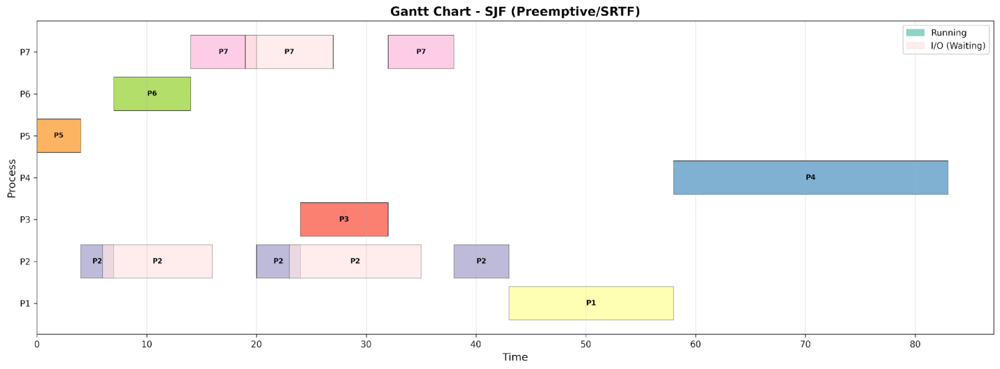 Gantt Chart - SJF (Preemptive/SRTF)
Running
I/O (Waiting)
P7
P7
P7
P7
P6
P6
P5
P5
P4
P4
P3
P3
P2
P2
P2
P2
P2
P2
P1
P1
Process
0 10 20 30 40 50 60 70 80
Time